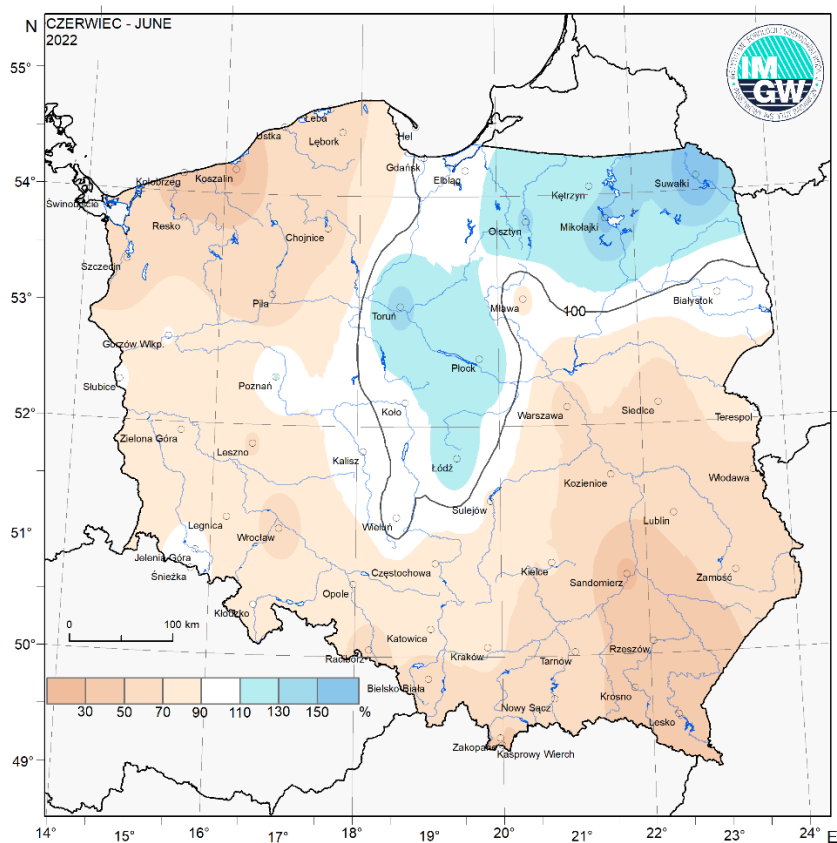 CZERWIEC - JUNE
2022
N
IMGW
55°
54°
53°
52°
51°
50°
49°
Łeba
Ustka
Lębork
Hel
Gdańsk
Elbląg
Kołobrzeg
Koszalin
Kętrzyn
Suwałki
Świnoujście
Resko
Chojnice
Olsztyn
Mikołajki
Szczecin
Piła
Toruń
Mława
100
Białystok
Gorzów Wlkp.
Słubice
Poznań
Płock
Koło
Warszawa
Siedlce
Terespol
Zielona Góra
Leszno
Kalisz
Łódź
Kozienice
Włodawa
Sulejów
Wieluń
Legnica
Wrocław
Lublin
Jelenia Góra
Śnieżka
Częstochowa
Kielce
Sandomierz
Zamość
Opole
Kłodzko
0 100 km
Katowice
Racibórz
Kraków
Tarnów
Rzeszów
Bielsko Biała
Nowy Sącz
Krosno
Lesko
Zakopane
Kasprowy Wierch
30 50 70 90 110 130 150 %
14° 15° 16° 17° 18° 19° 20° 21° 22° 23° E